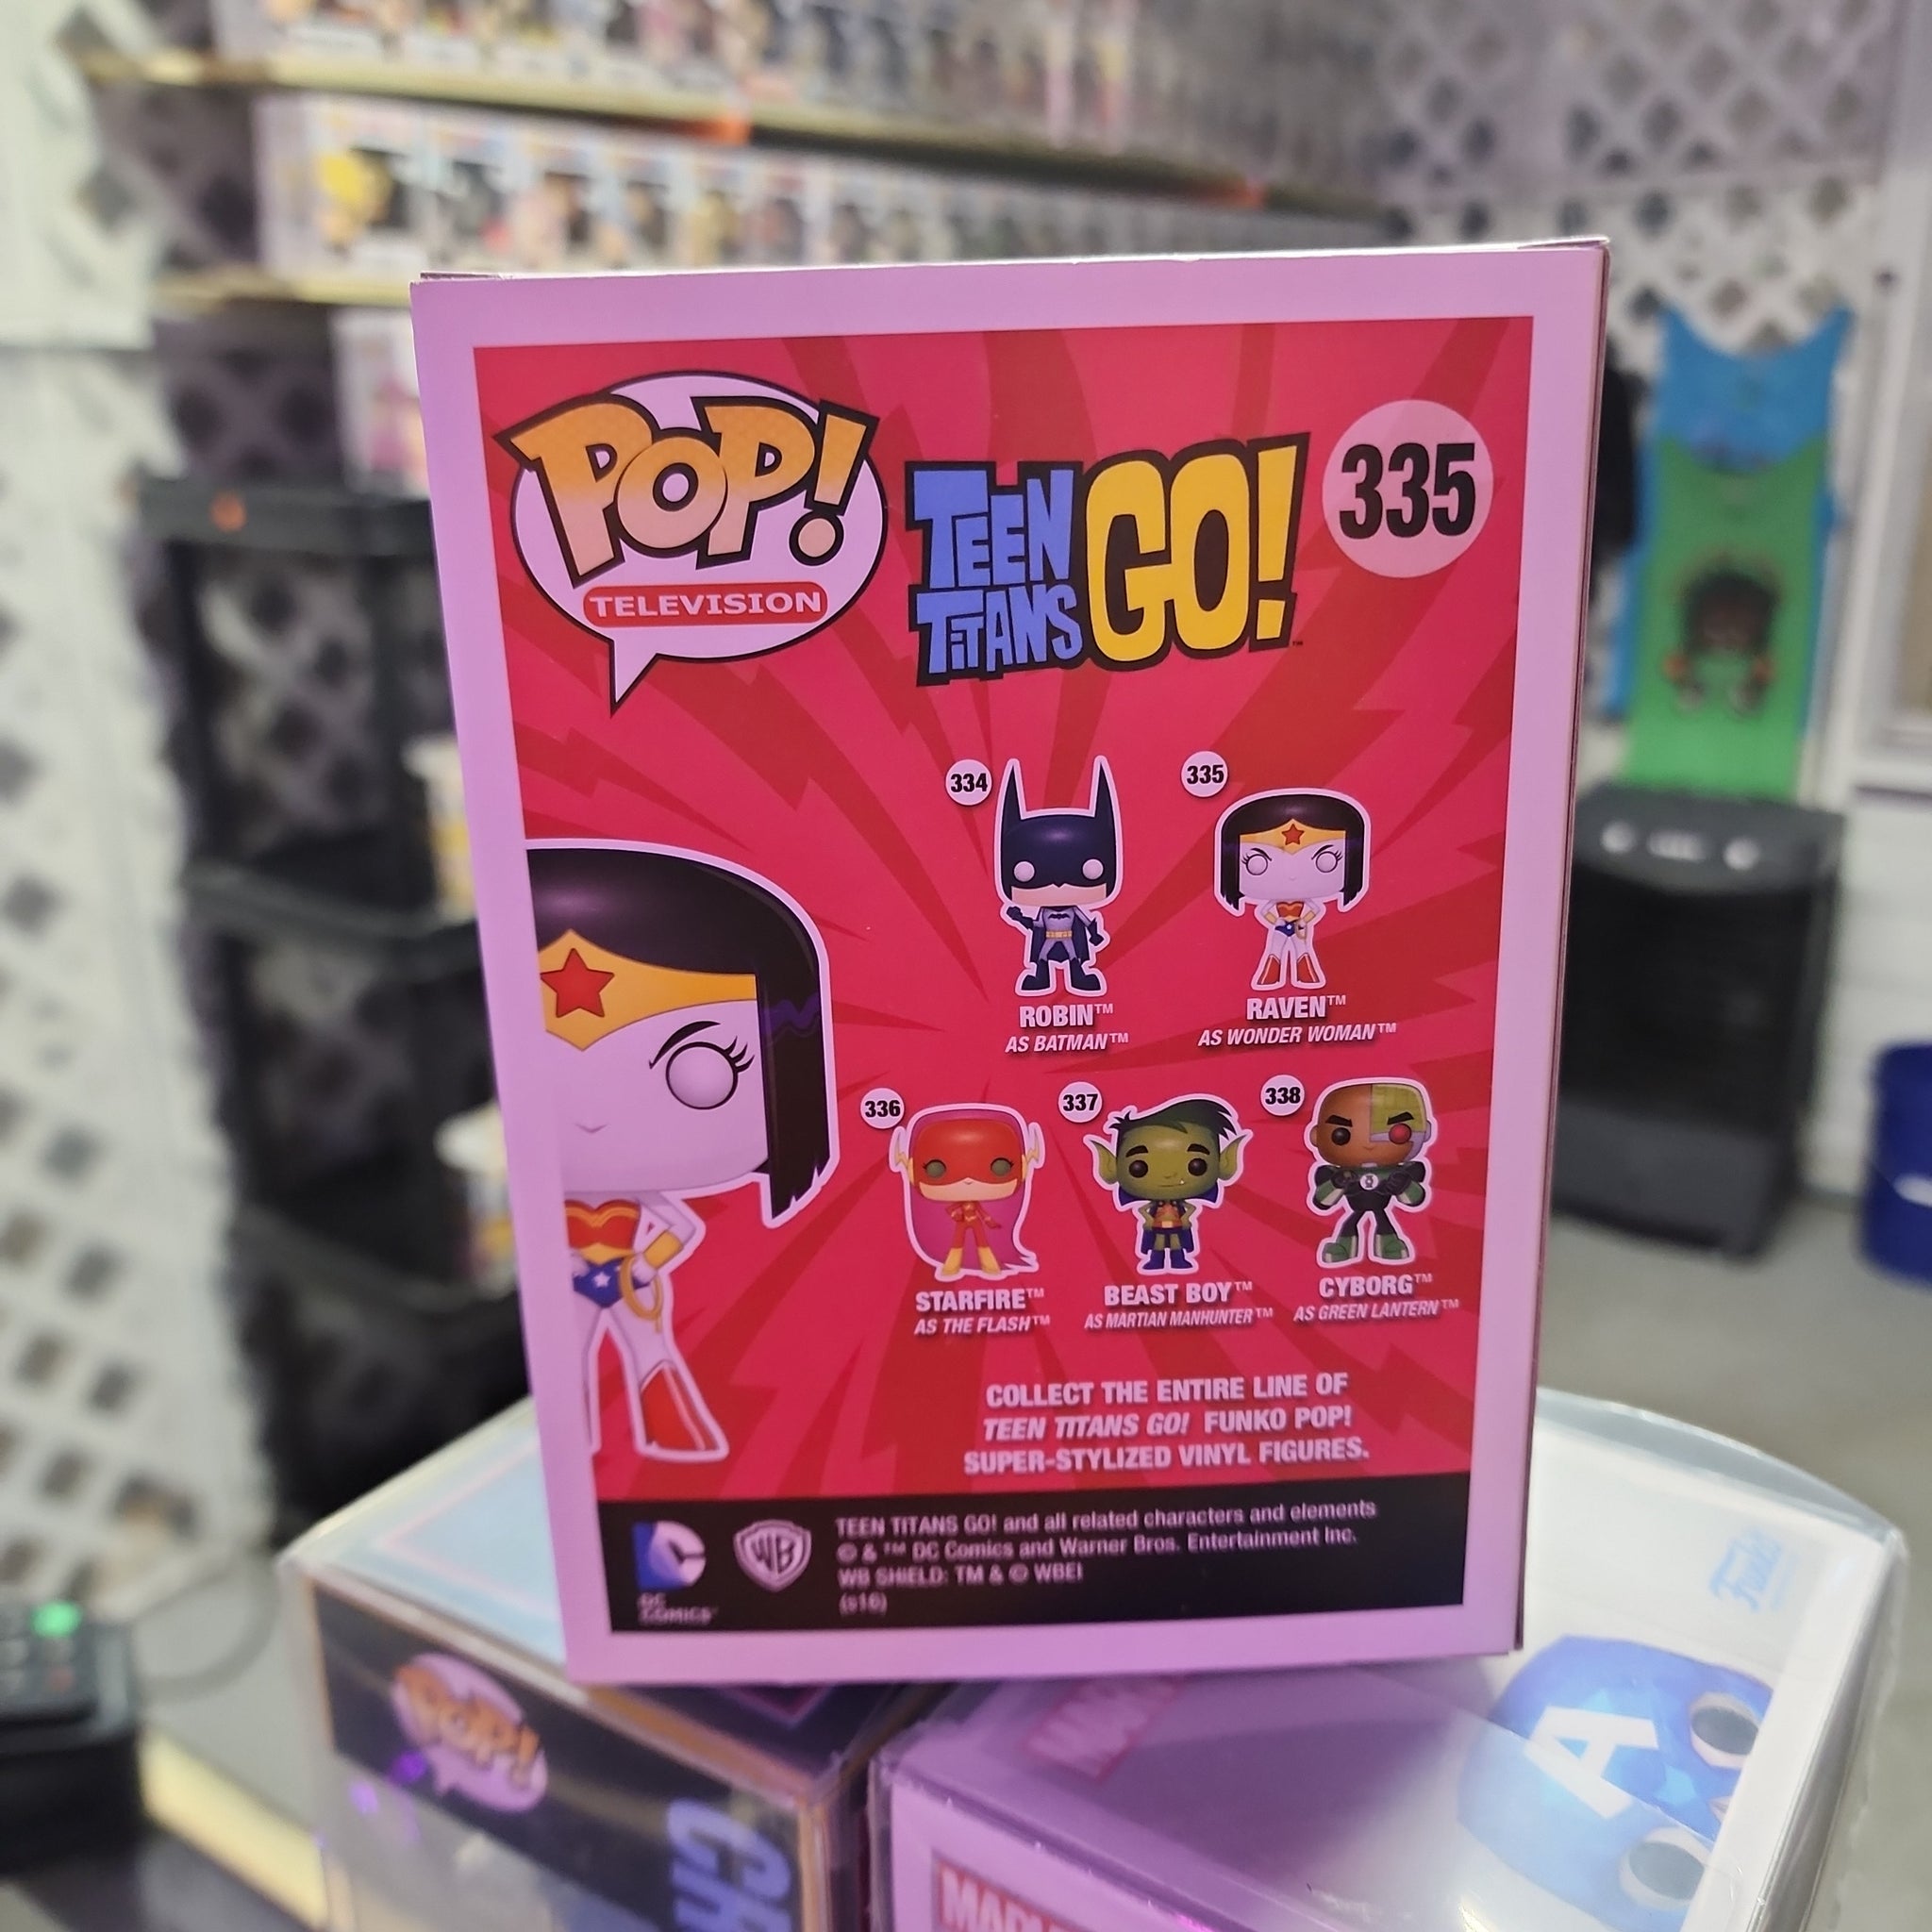 POP!
TELEVISION
TEEN
TITANS
GO!
335
334
335
ROBIN™
AS BATMAN™
RAVEN™
AS WONDER WOMAN™
336
337
338
STARFIRE™
AS THE FLASH™
BEAST BOY™
AS MARTIAN MANHUNTER™
CYBORG™
AS GREEN LANTERN™
COLLECT THE ENTIRE LINE OF
TEEN TITANS GO! FUNKO POP!
SUPER-STYLIZED VINYL FIGURES.
DC
COMICS™
WB
TEEN TITANS GO! and all related characters and elements
© & ™ DC Comics and Warner Bros. Entertainment Inc.
WB SHIELD: TM & © WBEI
(s16)
Funko
POP!
A